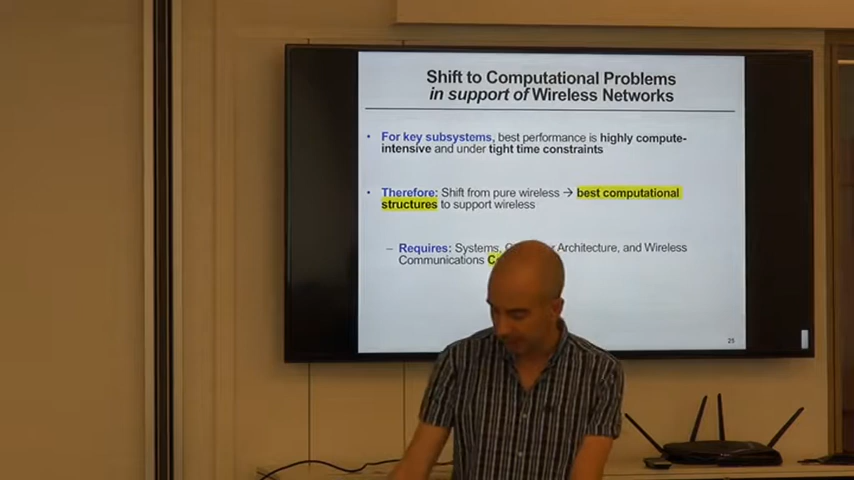 Shift to Computational Problems
in support of Wireless Networks
• For key subsystems, best performance is highly compute-
intensive and under tight time constraints
• Therefore: Shift from pure wireless → best computational
structures to support wireless
– Requires: Systems, Architecture, and Wireless
Communications
25